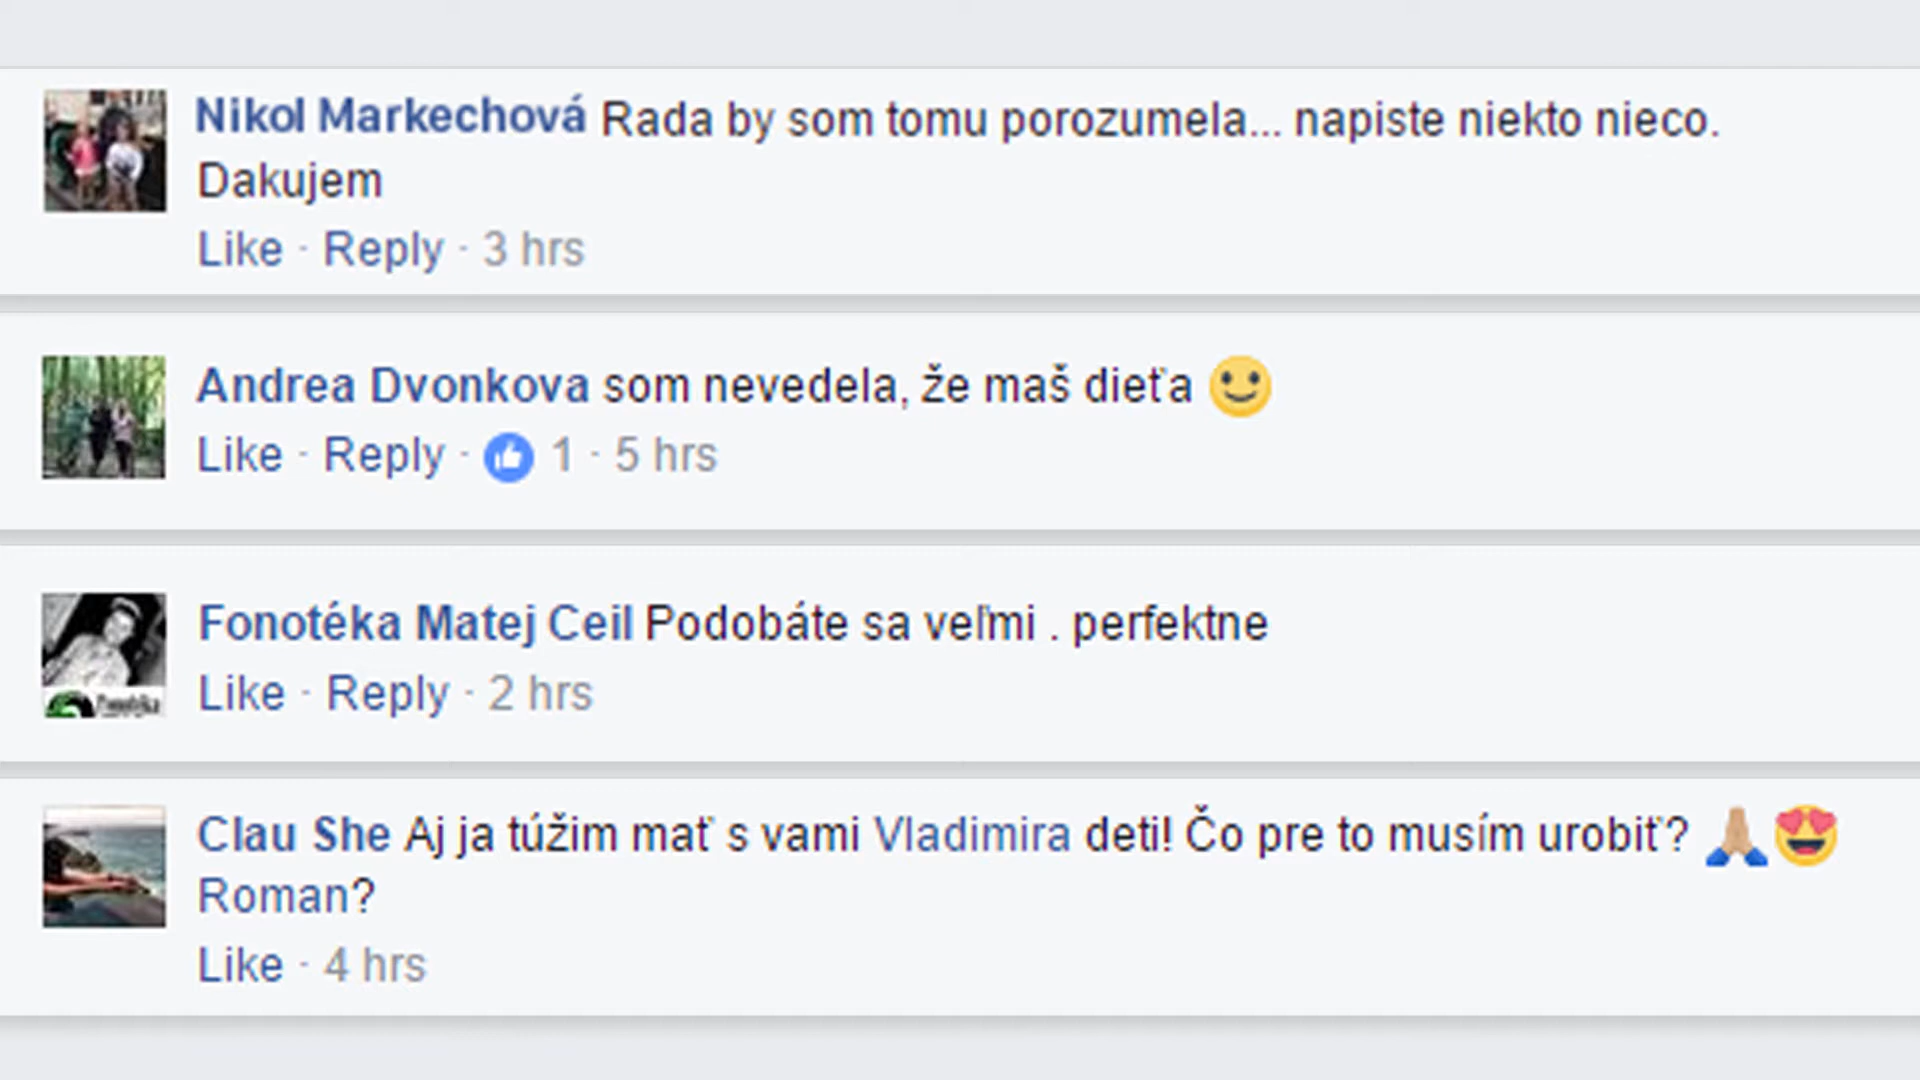 Nikol Markechová Rada by som tomu porozumela... napiste niekto nieco.
Dakujem
Like · Reply · 3 hrs
Andrea Dvonkova som nevedela, že maš dieťa
Like · Reply · 1 · 5 hrs
Fonotéka Matej Ceil Podobáte sa veľmi . perfektne
Like · Reply · 2 hrs
Clau She Aj ja túžim mať s vami Vladimira deti! Čo pre to musím urobiť?
Roman?
Like · 4 hrs